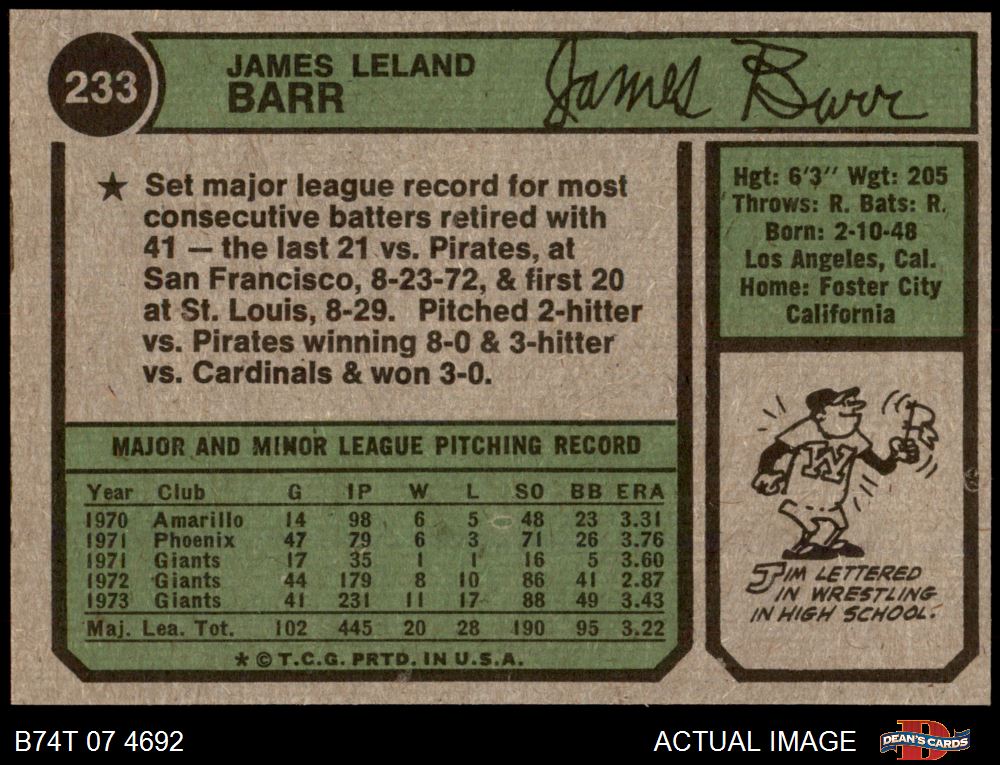 233
JAMES LELAND
BARR
James Barr
★ Set major league record for most
consecutive batters retired with
41 — the last 21 vs. Pirates, at
San Francisco, 8-23-72, & first 20
at St. Louis, 8-29. Pitched 2-hitter
vs. Pirates winning 8-0 & 3-hitter
vs. Cardinals & won 3-0.
MAJOR AND MINOR LEAGUE PITCHING RECORD
Year Club G IP W L SO BB ERA
1970 Amarillo 14 98 6 5 48 23 3.31
1971 Phoenix 47 79 6 3 71 26 3.76
1971 Giants 17 35 1 1 16 5 3.60
1972 Giants 44 179 8 10 86 41 2.87
1973 Giants 41 231 11 17 88 49 3.43
Maj. Lea. Tot. 102 445 20 28 190 95 3.22
★ © T.C.G. PRTD. IN U.S.A.
Hgt: 6'3" Wgt: 205
Throws: R. Bats: R.
Born: 2-10-48
Los Angeles, Cal.
Home: Foster City
California
W
JIM LETTERED
IN WRESTLING
IN HIGH SCHOOL.
B74T 07 4692
ACTUAL IMAGE
D
DEAN'S CARDS